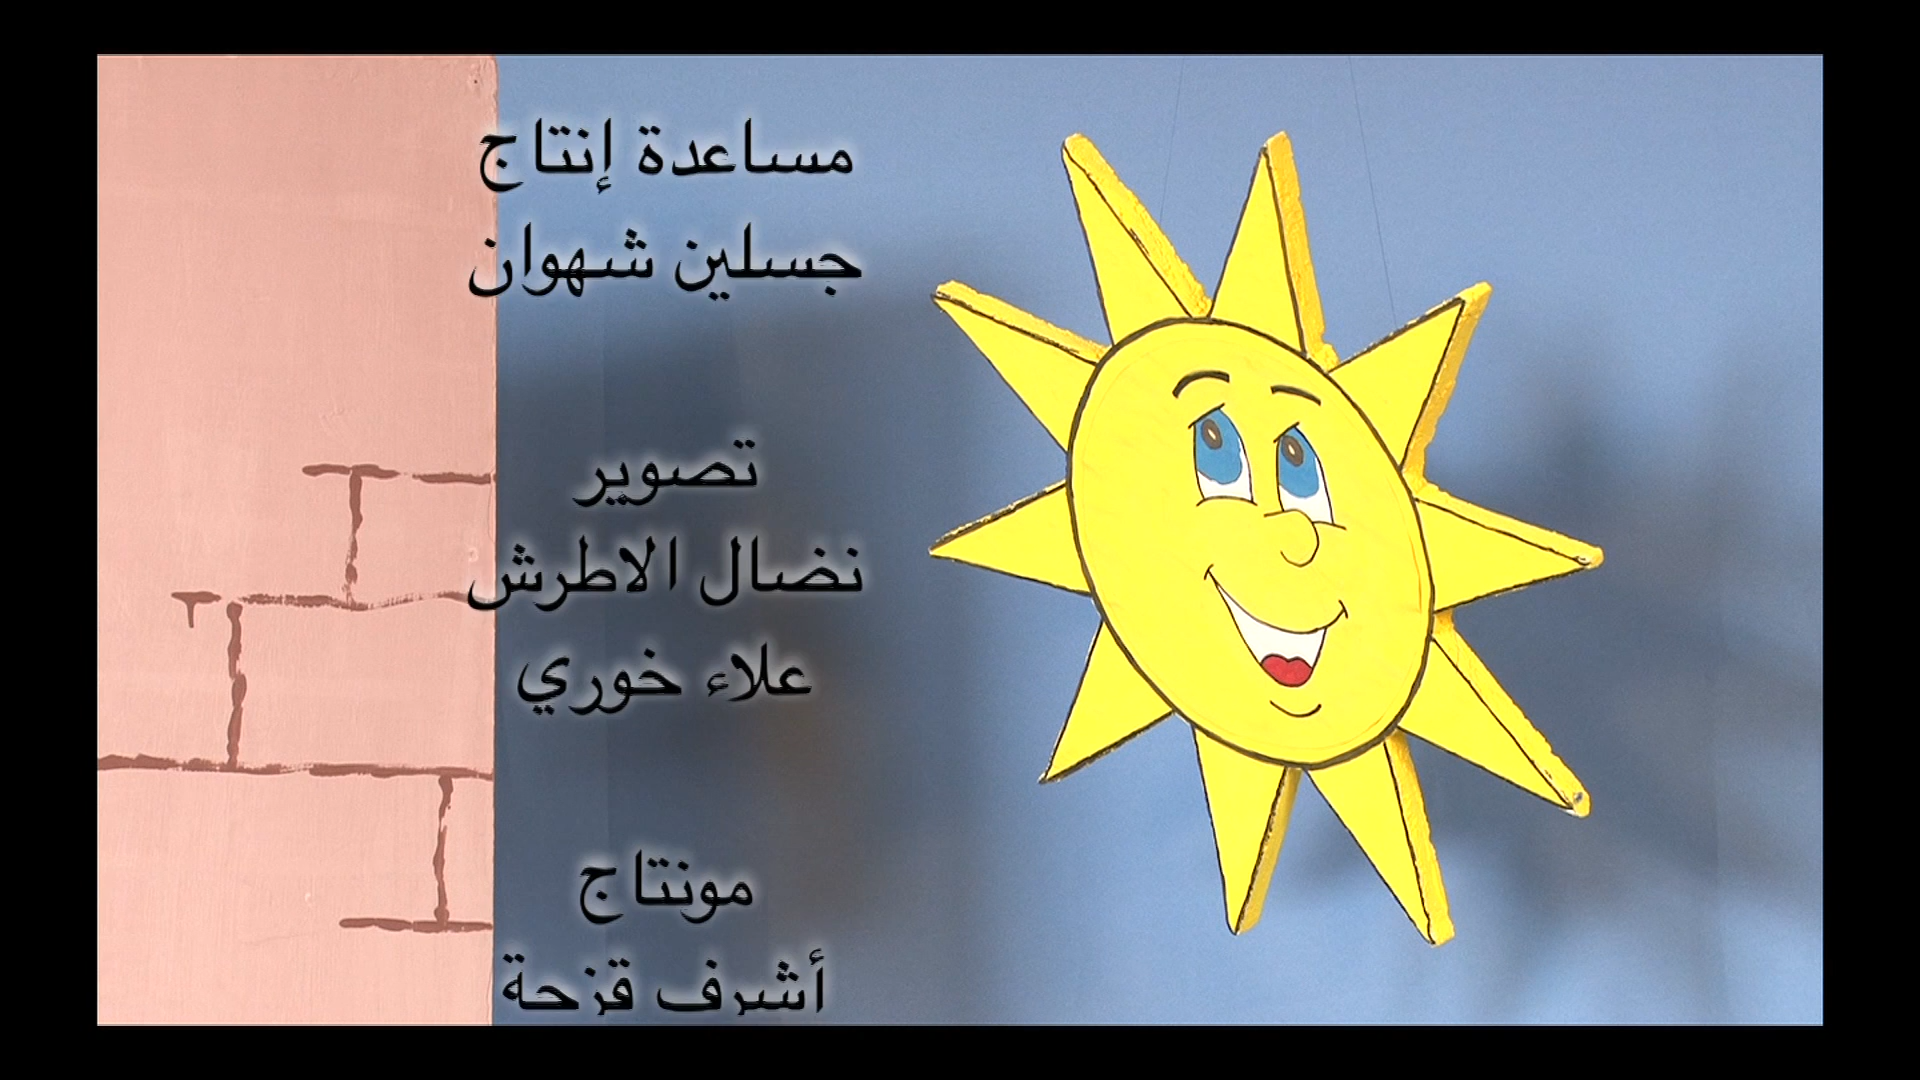 مساعدة إنتاج
جسلين شهوان
تصوير
نضال الاطرش
علاء خوري
مونتاج
أشرف قزحة